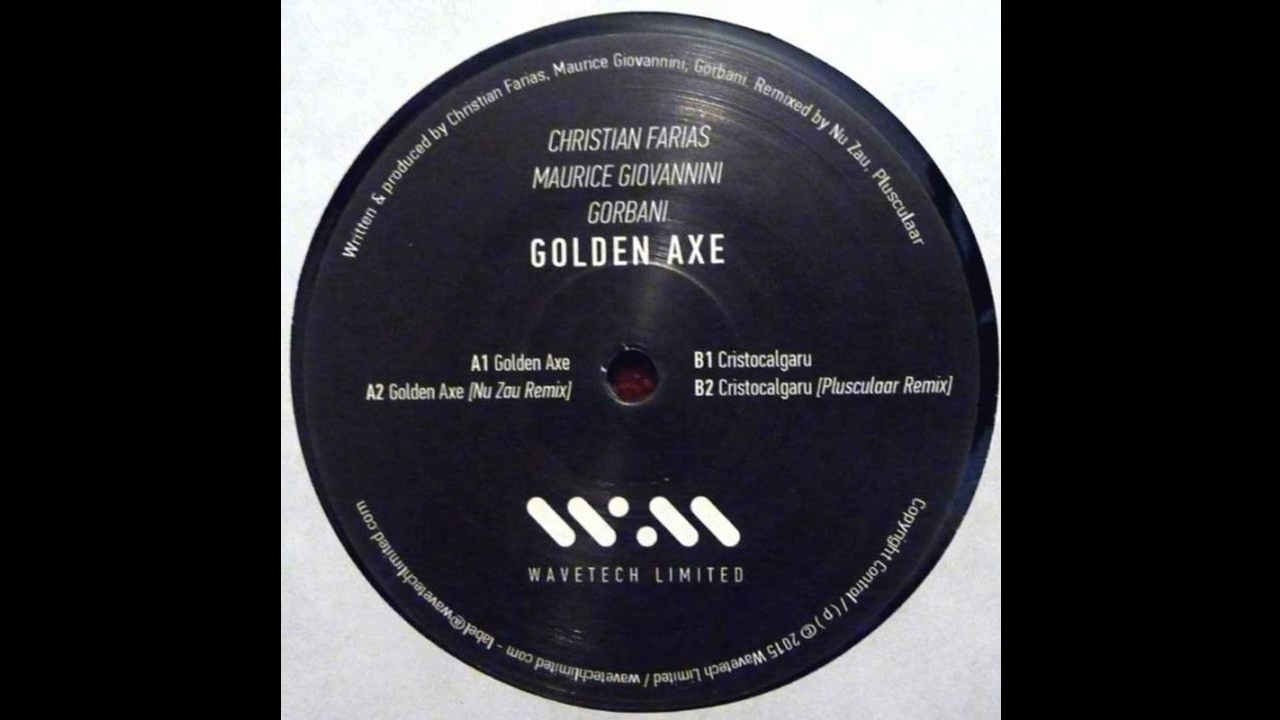 Written & produced by Christian Farias, Maurice Giovannini, Gorbani. Remixed by Nu Zau, Plusculaar
CHRISTIAN FARIAS
MAURICE GIOVANNINI
GORBANI
GOLDEN AXE
A1 Golden Axe
A2 Golden Axe [Nu Zau Remix]
B1 Cristocalgaru
B2 Cristocalgaru [Plusculaar Remix]
WAVETECH LIMITED
Copyright Control / (p) © 2015 Wavetech Limited / wavetechlimited.com - label@wavetechlimited.com